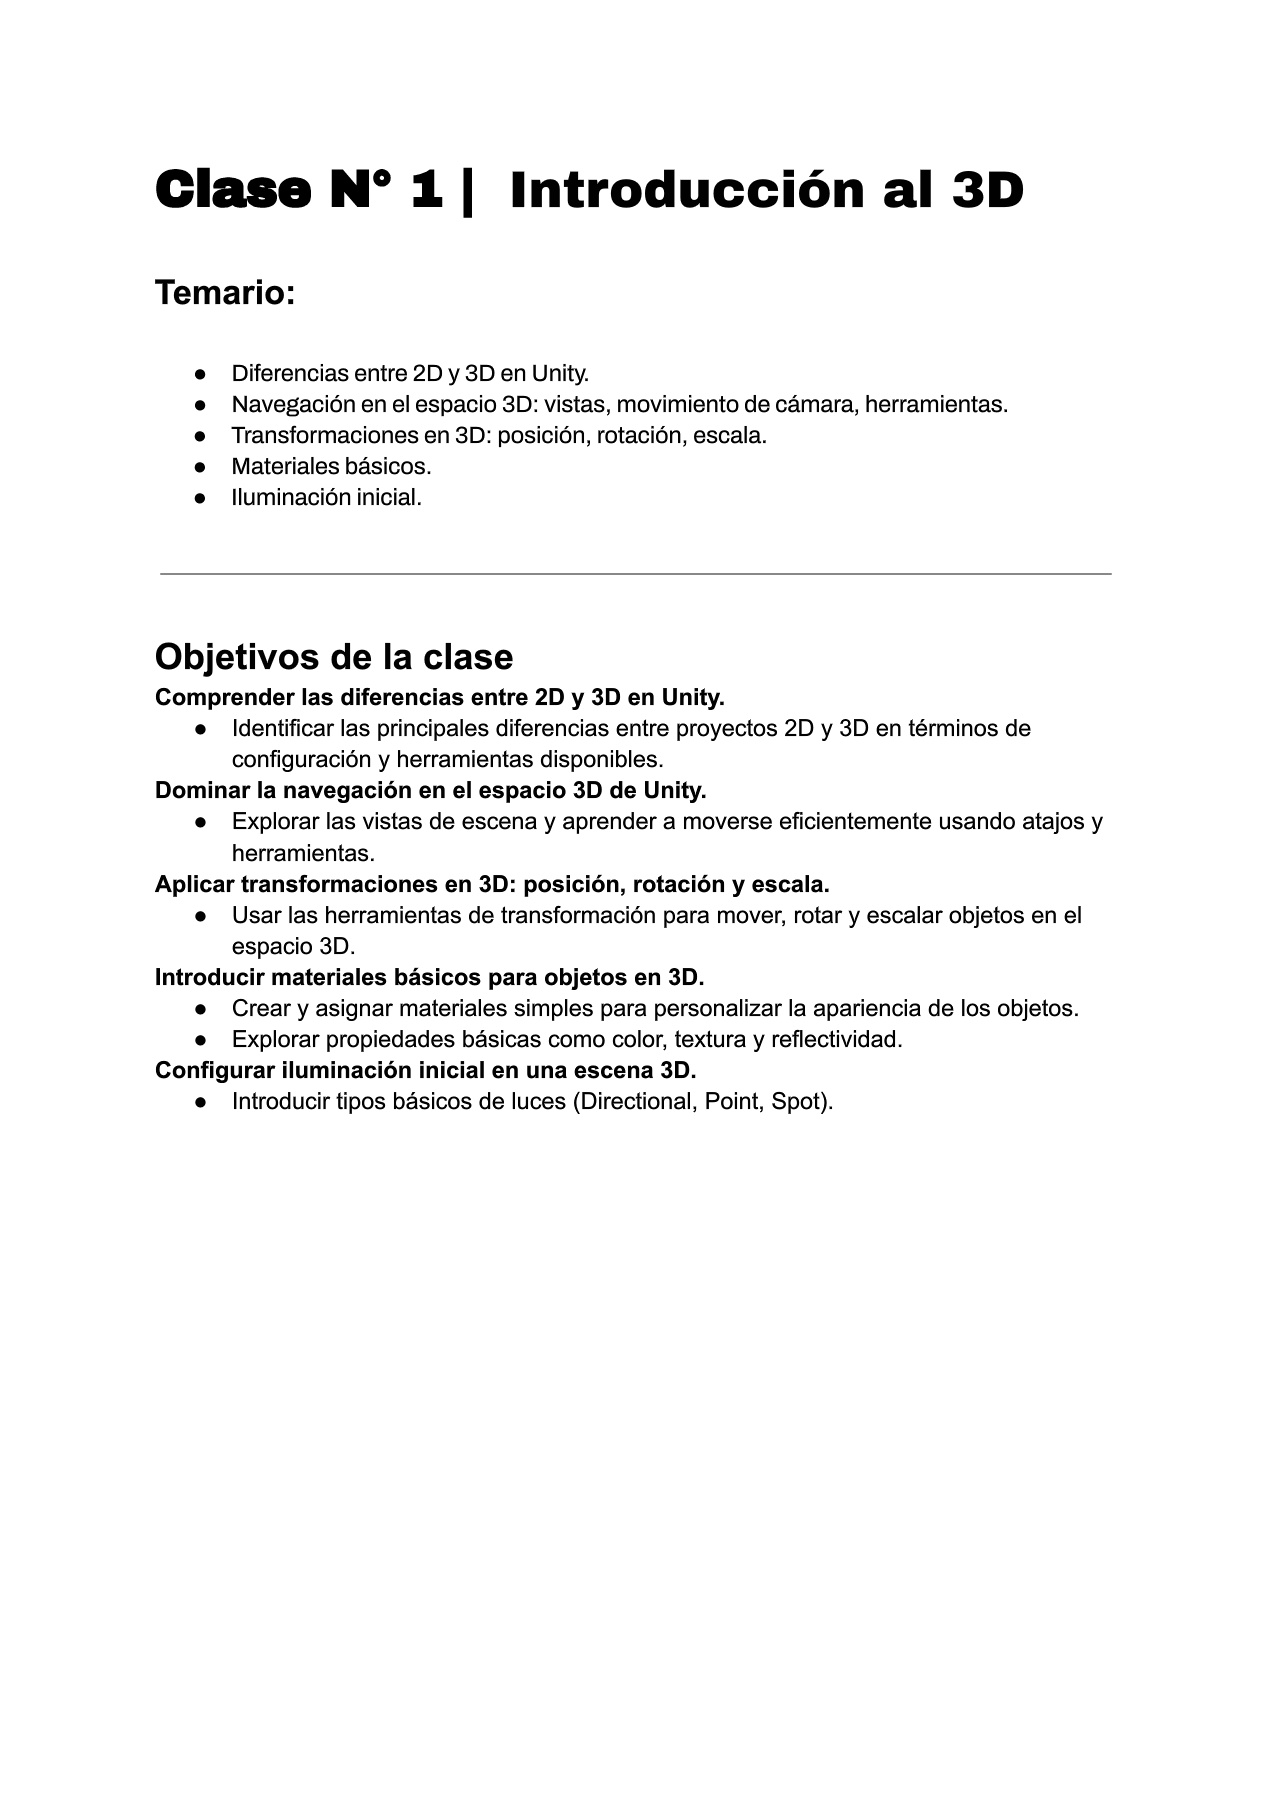 Clase N° 1 | Introducción al 3D
Temario:
● Diferencias entre 2D y 3D en Unity.
● Navegación en el espacio 3D: vistas, movimiento de cámara, herramientas.
● Transformaciones en 3D: posición, rotación, escala.
● Materiales básicos.
● Iluminación inicial.
Objetivos de la clase
Comprender las diferencias entre 2D y 3D en Unity.
● Identificar las principales diferencias entre proyectos 2D y 3D en términos de
configuración y herramientas disponibles.
Dominar la navegación en el espacio 3D de Unity.
● Explorar las vistas de escena y aprender a moverse eficientemente usando atajos y
herramientas.
Aplicar transformaciones en 3D: posición, rotación y escala.
● Usar las herramientas de transformación para mover, rotar y escalar objetos en el
espacio 3D.
Introducir materiales básicos para objetos en 3D.
● Crear y asignar materiales simples para personalizar la apariencia de los objetos.
● Explorar propiedades básicas como color, textura y reflectividad.
Configurar iluminación inicial en una escena 3D.
● Introducir tipos básicos de luces (Directional, Point, Spot).